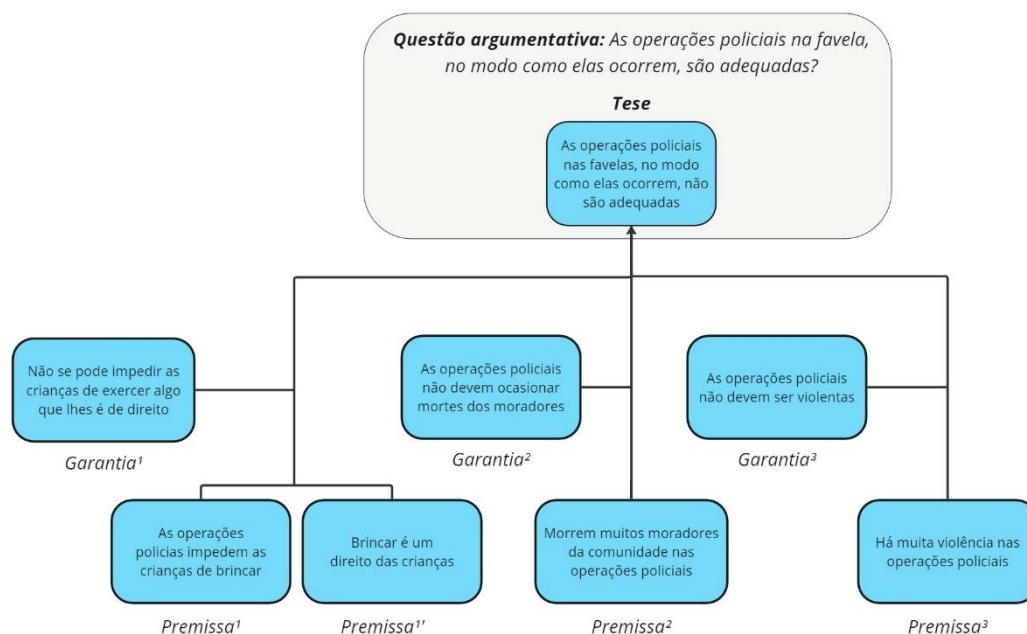 Questão argumentativa: As operações policiais na favela,
no modo como elas ocorrem, são adequadas?
Tese
As operações policiais
nas favelas, no modo
como elas ocorrem, não
são adequadas
Não se pode impedir as
crianças de exercer algo
que lhes é de direito
Garantia¹
As operações policiais
não devem ocasionar
mortes dos moradores
Garantia²
As operações policiais
não devem ser violentas
Garantia³
As operações
policias impedem as
crianças de brincar
Premissa¹
Brincar é um
direito das crianças
Premissa¹'
Morrem muitos moradores
da comunidade nas
operações policiais
Premissa²
Há muita violência nas
operações policiais
Premissa³